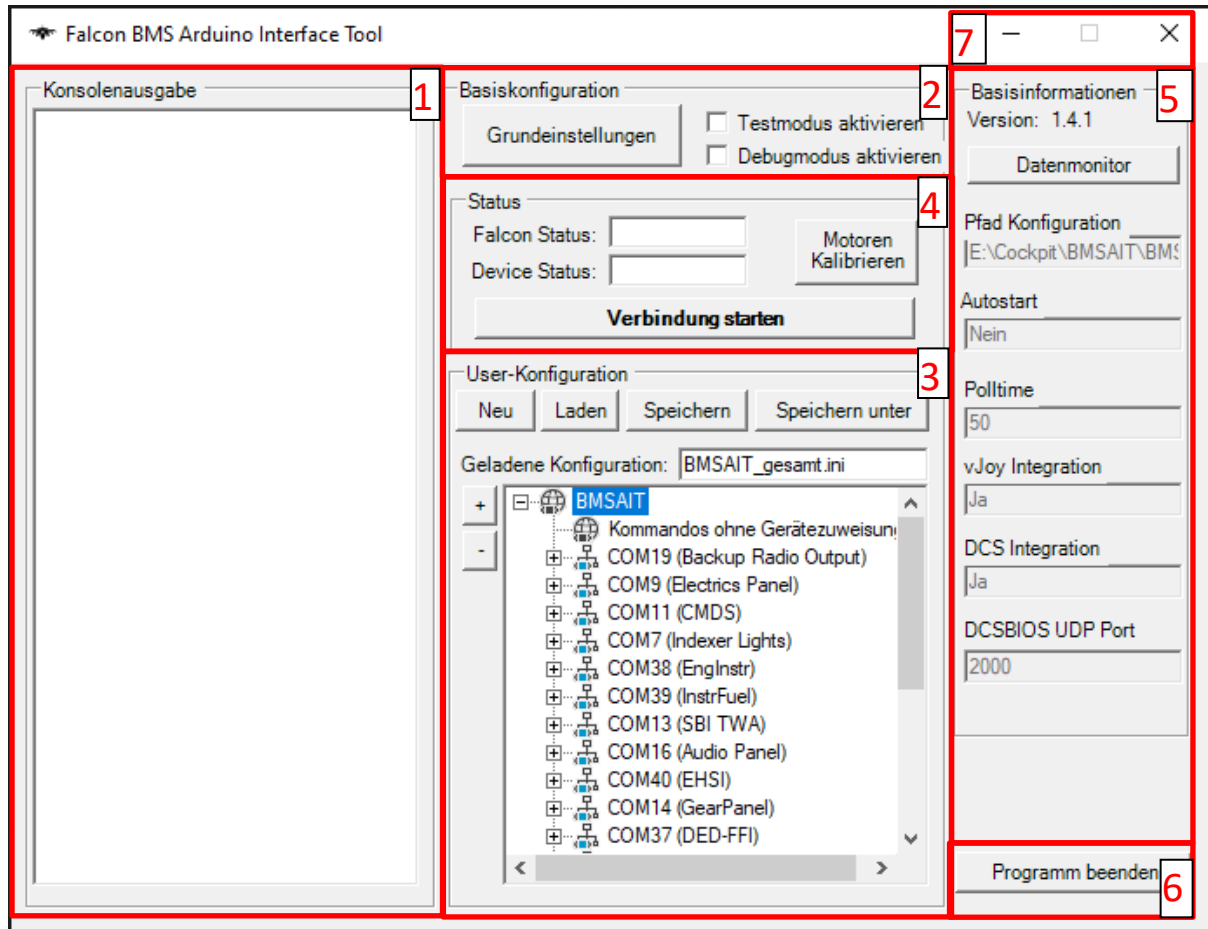 Falcon BMS Arduino Interface Tool
7
Konsolenausgabe
1
Basiskonfiguration
2
Grundeinstellungen
Testmodus aktivieren
Debugmodus aktivieren
Status
4
Falcon Status:
Device Status:
Motoren
Kalibrieren
Verbindung starten
User-Konfiguration
3
Neu
Laden
Speichern
Speichern unter
Geladene Konfiguration: BMSAIT_gesamt.ini
+
-
BMSAIT
Kommandos ohne Gerätezuweisung
COM19 (Backup Radio Output)
COM9 (Electrics Panel)
COM11 (CMDS)
COM7 (Indexer Lights)
COM38 (EngInstr)
COM39 (InstrFuel)
COM13 (SBI TWA)
COM16 (Audio Panel)
COM40 (EHSI)
COM14 (GearPanel)
COM37 (DED-FFI)
Basisinformationen
5
Version: 1.4.1
Datenmonitor
Pfad Konfiguration
E:\Cockpit\BMSAIT\BMS
Autostart
Nein
Polltime
50
vJoy Integration
Ja
DCS Integration
Ja
DCSBIOS UDP Port
2000
Programm beenden
6